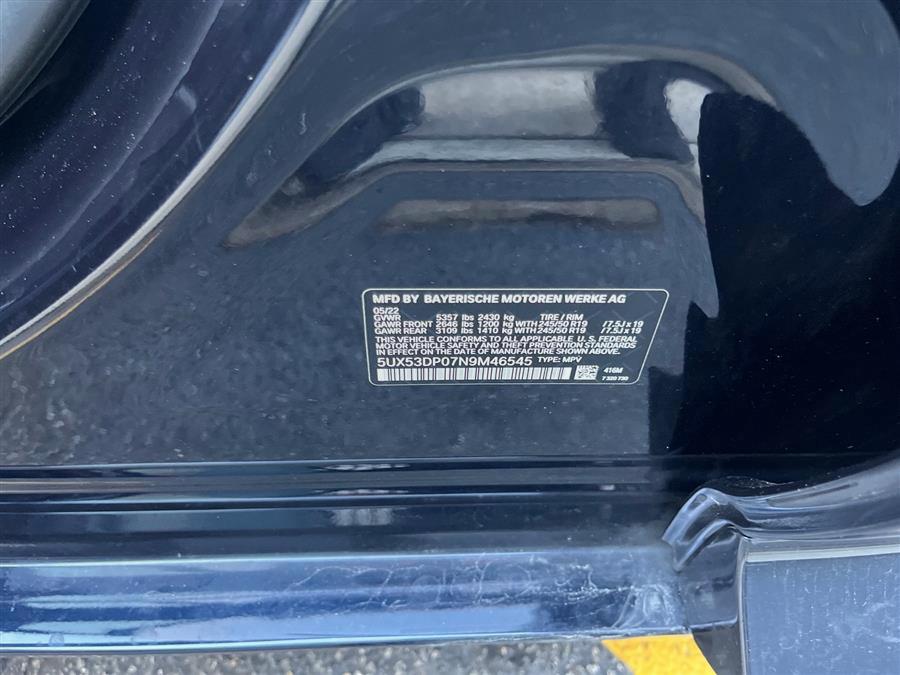 MFD BY BAYERISCHE MOTOREN WERKE AG
05/22
GVWR 5357 lbs 2430 kg TIRE / RIM
GAWR FRONT 2646 lbs 1200 kg WITH 245/50 R19 / 7.5J x 19
GAWR REAR 3109 lbs 1410 kg WITH 245/50 R19 / 7.5J x 19
THIS VEHICLE CONFORMS TO ALL APPLICABLE U. S. FEDERAL
MOTOR VEHICLE SAFETY AND THEFT PREVENTION STANDARDS IN
EFFECT ON THE DATE OF MANUFACTURE SHOWN ABOVE.
5UX53DP07N9M46545 TYPE: MPV
416M
7 320 730